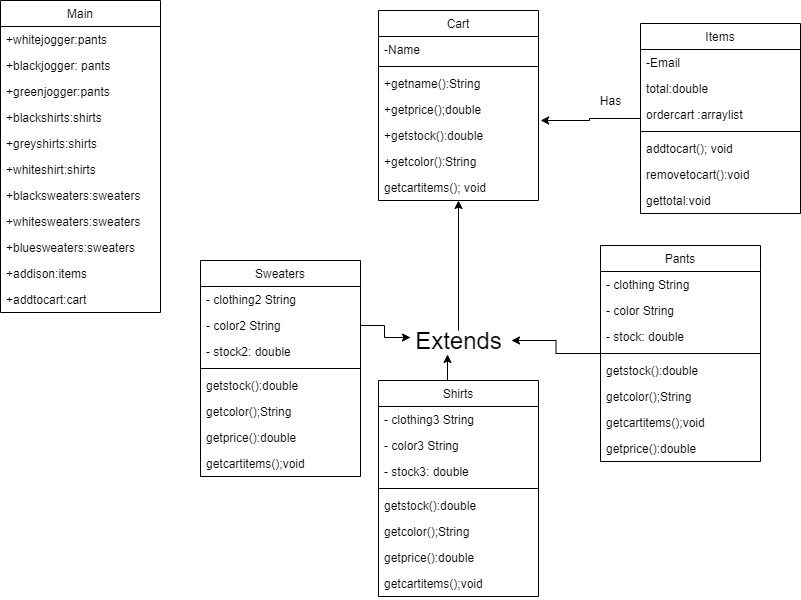 Main
+whitejogger:pants
+blackjogger: pants
+greenjogger:pants
+blackshirts:shirts
+greyshirts:shirts
+whiteshirt:shirts
+blacksweaters:sweaters
+whitesweaters:sweaters
+bluesweaters:sweaters
+addison:items
+addtocart:cart
Cart
-Name
+getname():String
+getprice();double
+getstock():double
+getcolor():String
getcartitems(); void
Has
Items
-Email
total:double
ordercart :arraylist
addtocart(); void
removetocart():void
gettotal:void
Sweaters
- clothing2 String
- color2 String
- stock2: double
getstock():double
getcolor();String
getprice():double
getcartitems();void
Extends
Shirts
- clothing3 String
- color3 String
- stock3: double
getstock():double
getcolor();String
getprice():double
getcartitems();void
Pants
- clothing String
- color String
- stock: double
getstock():double
getcolor();String
getcartitems();void
getprice():double